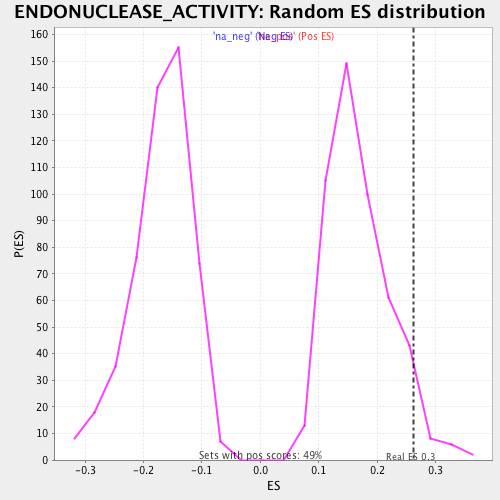 ENDONUCLEASE_ACTIVITY: Random ES distribution
'na_neg' (Neg ES)
'na_pos' (Pos ES)
160
150
140
130
120
110
100
90
80
70
60
50
40
30
20
10
0
P(ES)
Sets with pos scores: 49%
Real ES 0.3
-0.3 -0.2 -0.1 0.0 0.1 0.2 0.3
ES